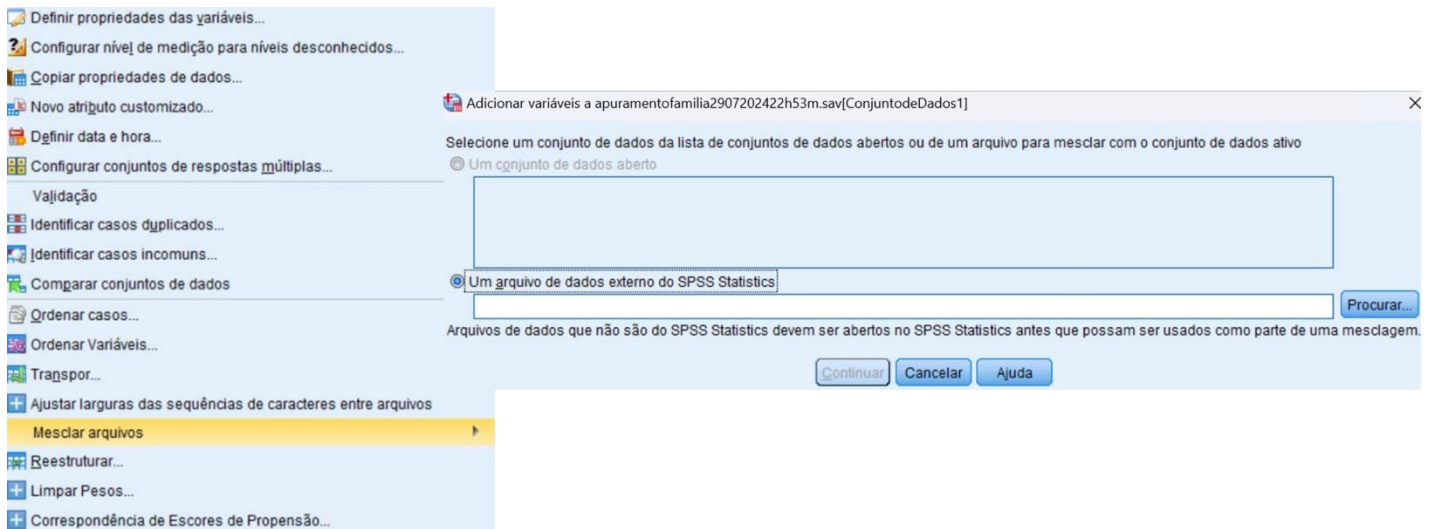 Definir propriedades das variáveis...
Configurar nível de medição para níveis desconhecidos...
Copiar propriedades de dados...
Novo atributo customizado...
Definir data e hora...
Configurar conjuntos de respostas múltiplas...
Validação
Identificar casos duplicados...
Identificar casos incomuns...
Comparar conjuntos de dados
Ordenar casos...
Ordenar Variáveis...
Transpor...
Ajustar larguras das sequências de caracteres entre arquivos
Mesclar arquivos
Reestruturar...
Limpar Pesos...
Correspondência de Escores de Propensão...
Adicionar variáveis a apuramentofamilia2907202422h53m.sav[ConjuntodeDados1]
Selecione um conjunto de dados da lista de conjuntos de dados abertos ou de um arquivo para mesclar com o conjunto de dados ativo
Um conjunto de dados aberto
Um arquivo de dados externo do SPSS Statistics
Procurar...
Arquivos de dados que não são do SPSS Statistics devem ser abertos no SPSS Statistics antes que possam ser usados como parte de uma mesclagem.
Continuar Cancelar Ajuda